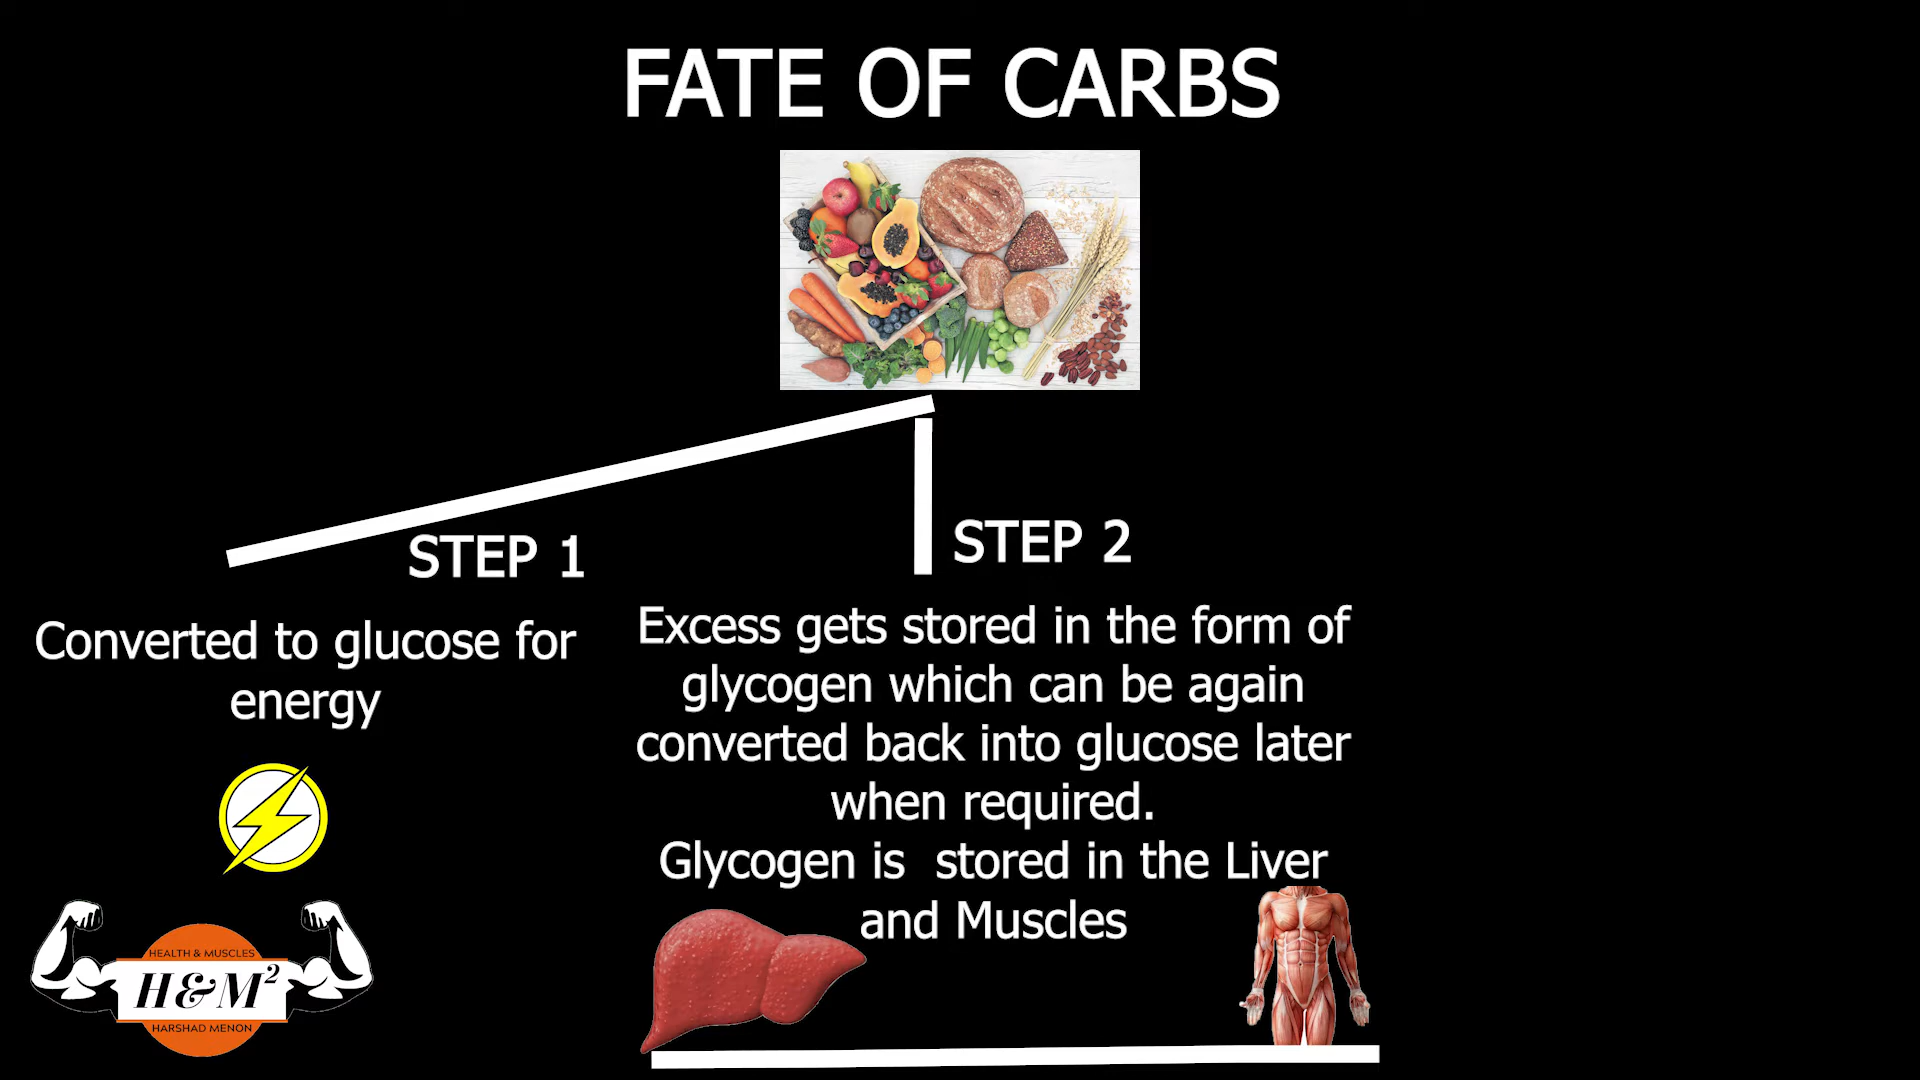 FATE OF CARBS
STEP 1
Converted to glucose for
energy
STEP 2
Excess gets stored in the form of
glycogen which can be again
converted back into glucose later
when required.
Glycogen is  stored in the Liver
and Muscles
HEALTH & MUSCLES
H&M²
HARSHAD MENON